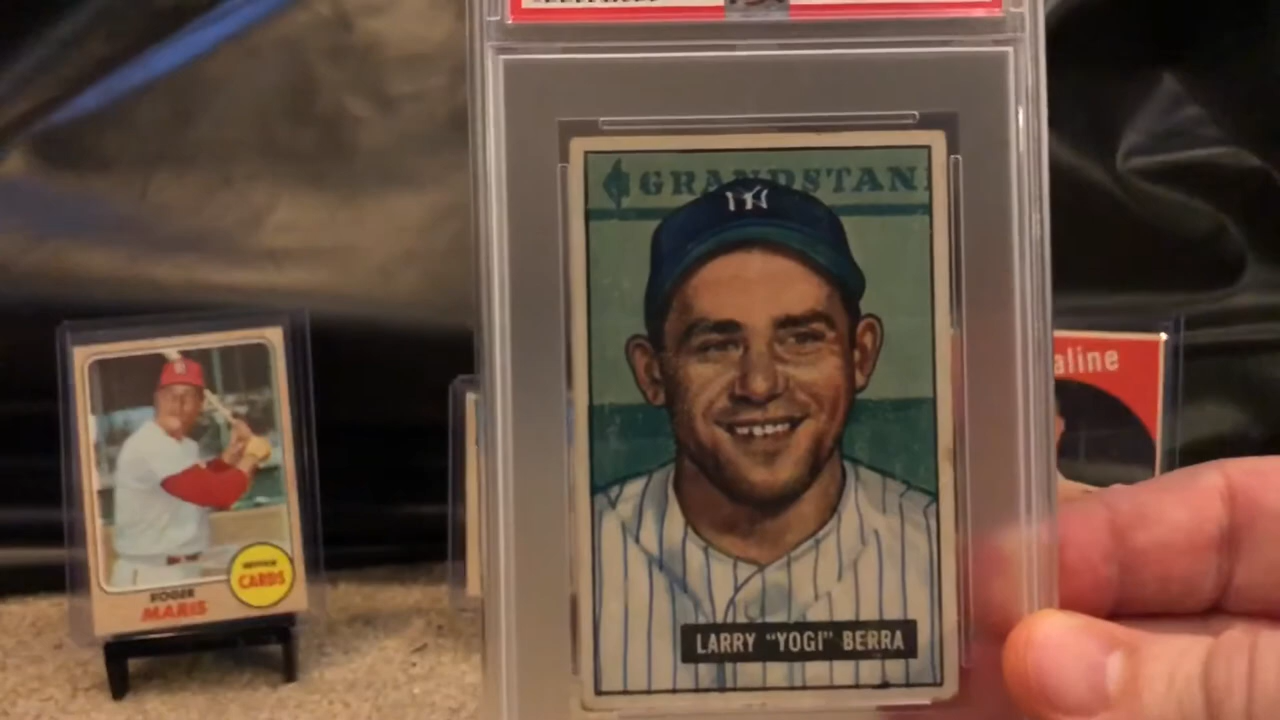 GRANDSTAN
NY
LARRY "YOGI" BERRA
CARDS
ROGER
MARIS
aline